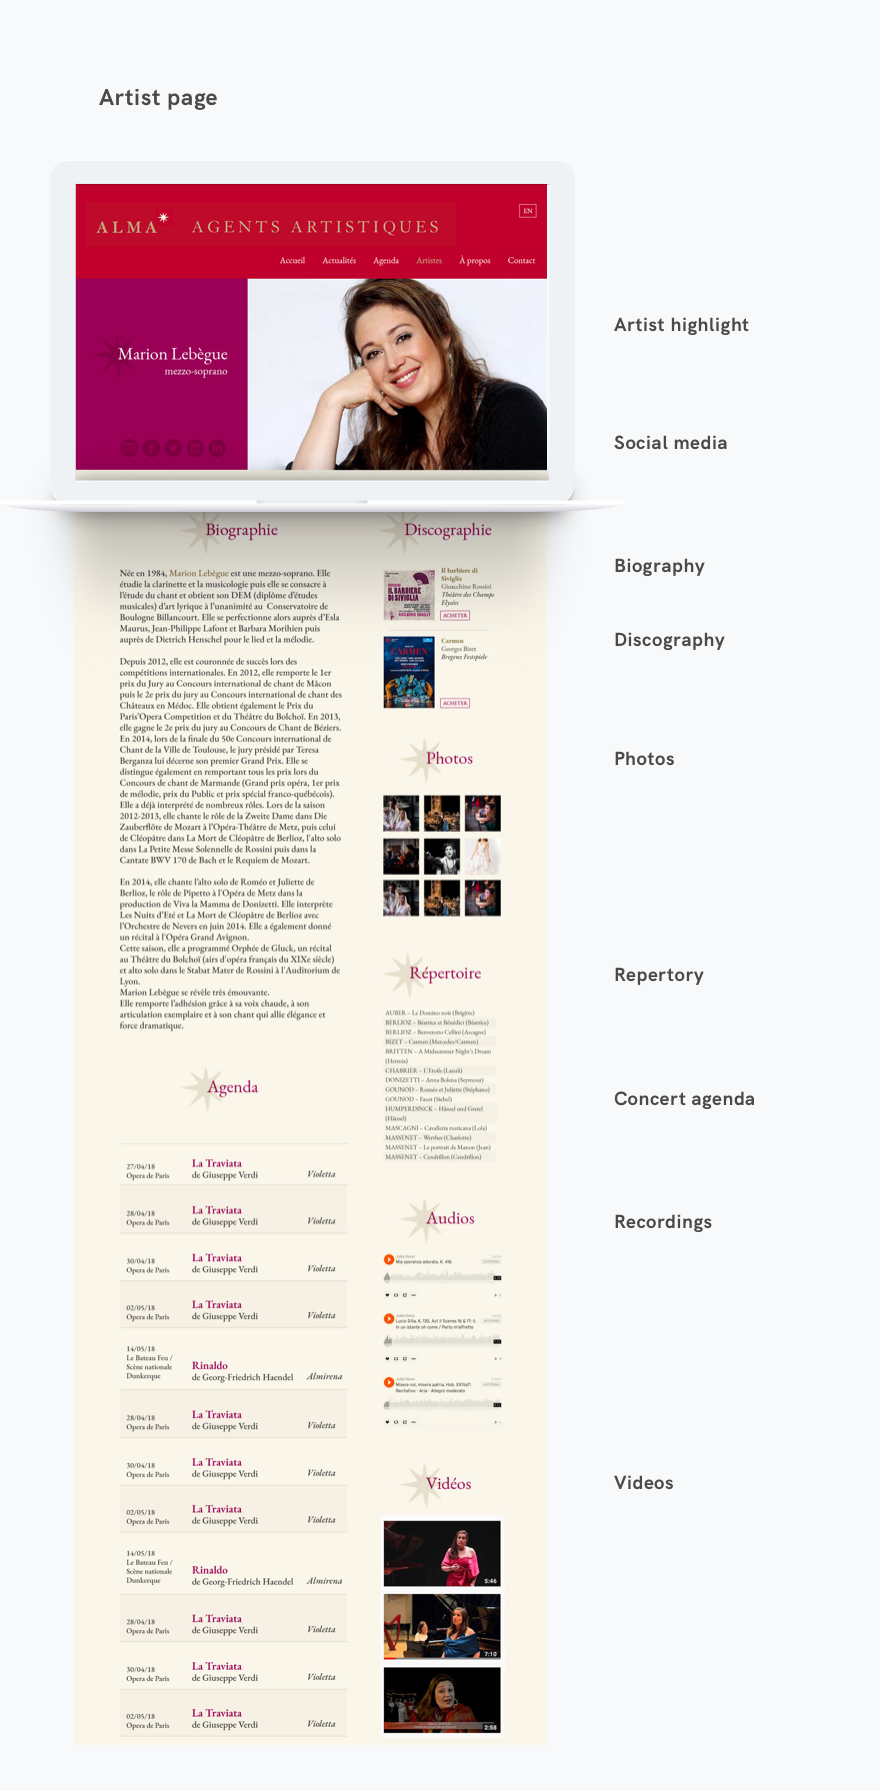 Artist page
ALMA AGENTS ARTISTIQUES
EN
Accueil Actualités Agenda Artistes À propos Contact
Marion Lebègue
mezzo-soprano
Artist highlight
Social media
Biography
Discography
Photos
Repertory
Concert agenda
Recordings
Videos
Biographie
Née en 1984, Marion Lebègue est une mezzo-soprano. Elle
étudie la clarinette et la musicologie puis elle se consacre à
l'étude du chant et obtient son DEM (diplôme d'études
musicales) d'art lyrique à l'unanimité au Conservatoire de
Boulogne Billancourt. Elle se perfectionne alors auprès d'Esla
Maurus, Jean-Philippe Lafont et Barbara Morihien puis
auprès de Dietrich Henschel pour le lied et la mélodie.
Depuis 2012, elle est couronnée de succès lors des
compétitions internationales. En 2012, elle remporte le 1er
prix du Jury au Concours international de chant de Mâcon
puis le 2e prix du jury au Concours international de chant des
Châteaux en Médoc. Elle obtient également le Prix du
Paris'Opera Competition et du Théâtre du Bolchoï. En 2013,
elle gagne le 2e prix du jury au Concours de Chant de Béziers.
En 2014, lors de la finale du 50e Concours international de
Chant de la Ville de Toulouse, le jury présidé par Teresa
Berganza lui décerne son premier Grand Prix. Elle se
distingue également en remportant tous les prix lors du
Concours de chant de Marmande (Grand prix opéra, 1er prix
de mélodie, prix du Public et prix spécial franco-québécois).
Elle a déjà interprété de nombreux rôles. Lors de la saison
2012-2013, elle chante le rôle de la Zweite Dame dans Die
Zauberflöte de Mozart à l'Opéra-Théâtre de Metz, puis celui
de Cléopâtre dans La Mort de Cléopâtre de Berlioz, l'alto solo
dans La Petite Messe Solennelle de Rossini puis dans la
Cantate BWV 170 de Bach et le Requiem de Mozart.
En 2014, elle chante l'alto solo de Roméo et Juliette de
Berlioz, le rôle de Pipetto à l'Opéra de Metz dans la
production de Viva la Mamma de Donizetti. Elle interprète
Les Nuits d'Eté et La Mort de Cléopâtre de Berlioz avec
l'Orchestre de Nevers en juin 2014. Elle a également donné
un récital à l'Opéra Grand Avignon.
Cette saison, elle a programmé Orphée de Gluck, un récital
au Théâtre du Bolchoï (airs d'opéra français du XIXe siècle)
et alto solo dans le Stabat Mater de Rossini à l'Auditorium de
Lyon.
Marion Lebègue se révèle très émouvante.
Elle remporte l'adhésion grâce à sa voix chaude, à son
articulation exemplaire et à son chant qui allie élégance et
force dramatique.
Agenda
27/04/18
Opera de Paris
La Traviata
de Giuseppe Verdi
Violetta
28/04/18
Opera de Paris
La Traviata
de Giuseppe Verdi
Violetta
30/04/18
Opera de Paris
La Traviata
de Giuseppe Verdi
Violetta
02/05/18
Opera de Paris
La Traviata
de Giuseppe Verdi
Violetta
14/05/18
Le Bateau Feu /
Scène nationale
Dunkerque
Rinaldo
de Georg-Friedrich Haendel
Almirena
28/04/18
Opera de Paris
La Traviata
de Giuseppe Verdi
Violetta
30/04/18
Opera de Paris
La Traviata
de Giuseppe Verdi
Violetta
02/05/18
Opera de Paris
La Traviata
de Giuseppe Verdi
Violetta
14/05/18
Le Bateau Feu /
Scène nationale
Dunkerque
Rinaldo
de Georg-Friedrich Haendel
Almirena
28/04/18
Opera de Paris
La Traviata
de Giuseppe Verdi
Violetta
30/04/18
Opera de Paris
La Traviata
de Giuseppe Verdi
Violetta
02/05/18
Opera de Paris
La Traviata
de Giuseppe Verdi
Violetta
Discographie
IL BARBIERE
DI SIVIGLIA
Il barbiere di
Siviglia
Gioacchino Rossini
Théâtre des Champs
Elysées
ACHETER
CARMEN
Carmen
Georges Bizet
Bregenz Festspiele
ACHETER
Photos
Répertoire
AUBER – Le Domino noir (Brigitte)
BERLIOZ – Béatrice et Bénédict (Béatrice)
BERLIOZ – Benvenuto Cellini (Ascagne)
BIZET – Carmen (Mercedes/Carmen)
BRITTEN – A Midsummer Night's Dream
(Hermia)
CHABRIER – L'Etoile (Lazuli)
DONIZETTI – Anna Bolena (Seymour)
GOUNOD – Roméo et Juliette (Stéphano)
GOUNOD – Faust (Siebel)
HUMPERDINCK – Hänsel und Gretel
(Hänsel)
MASCAGNI – Cavalleria rusticana (Lola)
MASSENET – Werther (Charlotte)
MASSENET – Le portrait de Manon (Jean)
MASSENET – Cendrillon (Cendrillon)
Audios
Mia speranza adorata, K. 416
Lucio Silla, K. 135, Act II Scenes 16 & 17: II.
In un istante oh come / Parto m'affretto
Misera noi, misera patria, Hob. XXIVa7:
Recitativo - Aria - Allegro moderato
Vidéos
5:46
7:10
2:58